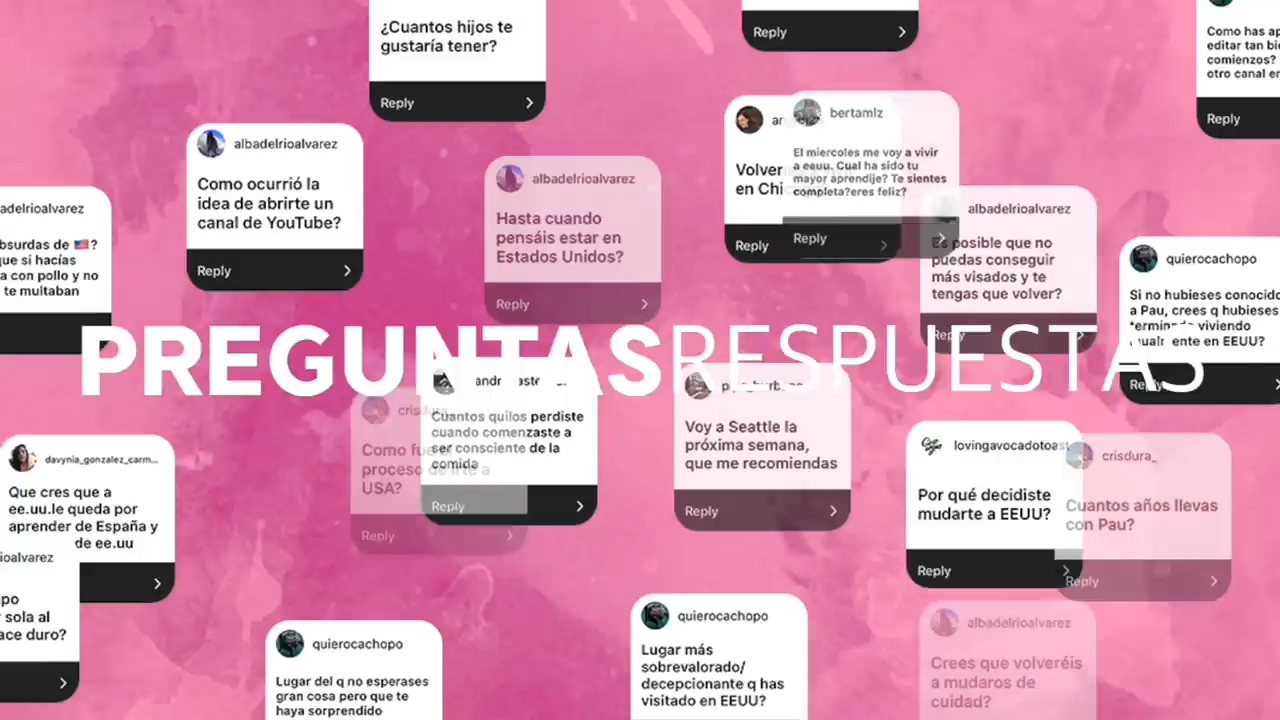 ¿Cuantos hijos te
gustaría tener?
Reply
Reply
Como has
editar tan
comienzos?
otro canal
Reply
albadelrioalvarez
Como ocurrió la
idea de abrirte un
canal de YouTube?
Reply
albadelrioalvarez
Hasta cuando
pensáis estar en
Estados Unidos?
Reply
Volver
en
Reply
bertamlz
El miercoles me voy a vivir
a eeuu. Cual ha sido tu
mayor aprendije? Te sientes
completa?eres feliz?
Reply
albadelrioalvarez
Es posible que no
puedas conseguir
más visados y te
tengas que volver?
Reply
quierocachopo
Si no hubieses conocido
a Pau, crees q hubieses
terminado viviendo
igualmente en EEUU?
Reply
adelrioalvarez
bsurdas de 🇺🇸?
que si hacías
a con pollo y no
te multaban
PREGUNTASRESPUESTAS
crisdura_
Como fue el
proceso de irte a
USA?
Reply
Cuantos quilos perdiste
cuando comenzaste a
ser consciente de la
comida
Reply
Voy a Seattle la
próxima semana,
que me recomiendas
Reply
lovingavocadotoast
Por qué decidiste
mudarte a EEUU?
Reply
crisdura_
Cuantos años llevas
con Pau?
Reply
davynia_gonzalez_carm...
Que cres que a
ee.uu.le queda por
aprender de España y
de ee.uu
ioalvarez
po
sola al
ace duro?
quierocachopo
Lugar del q no esperases
gran cosa pero que te
haya sorprendido
quierocachopo
Lugar más
sobrevalorado/
decepcionante q has
visitado en EEUU?
albadelrioalvarez
Crees que volveréis
a mudaros de
cuidad?